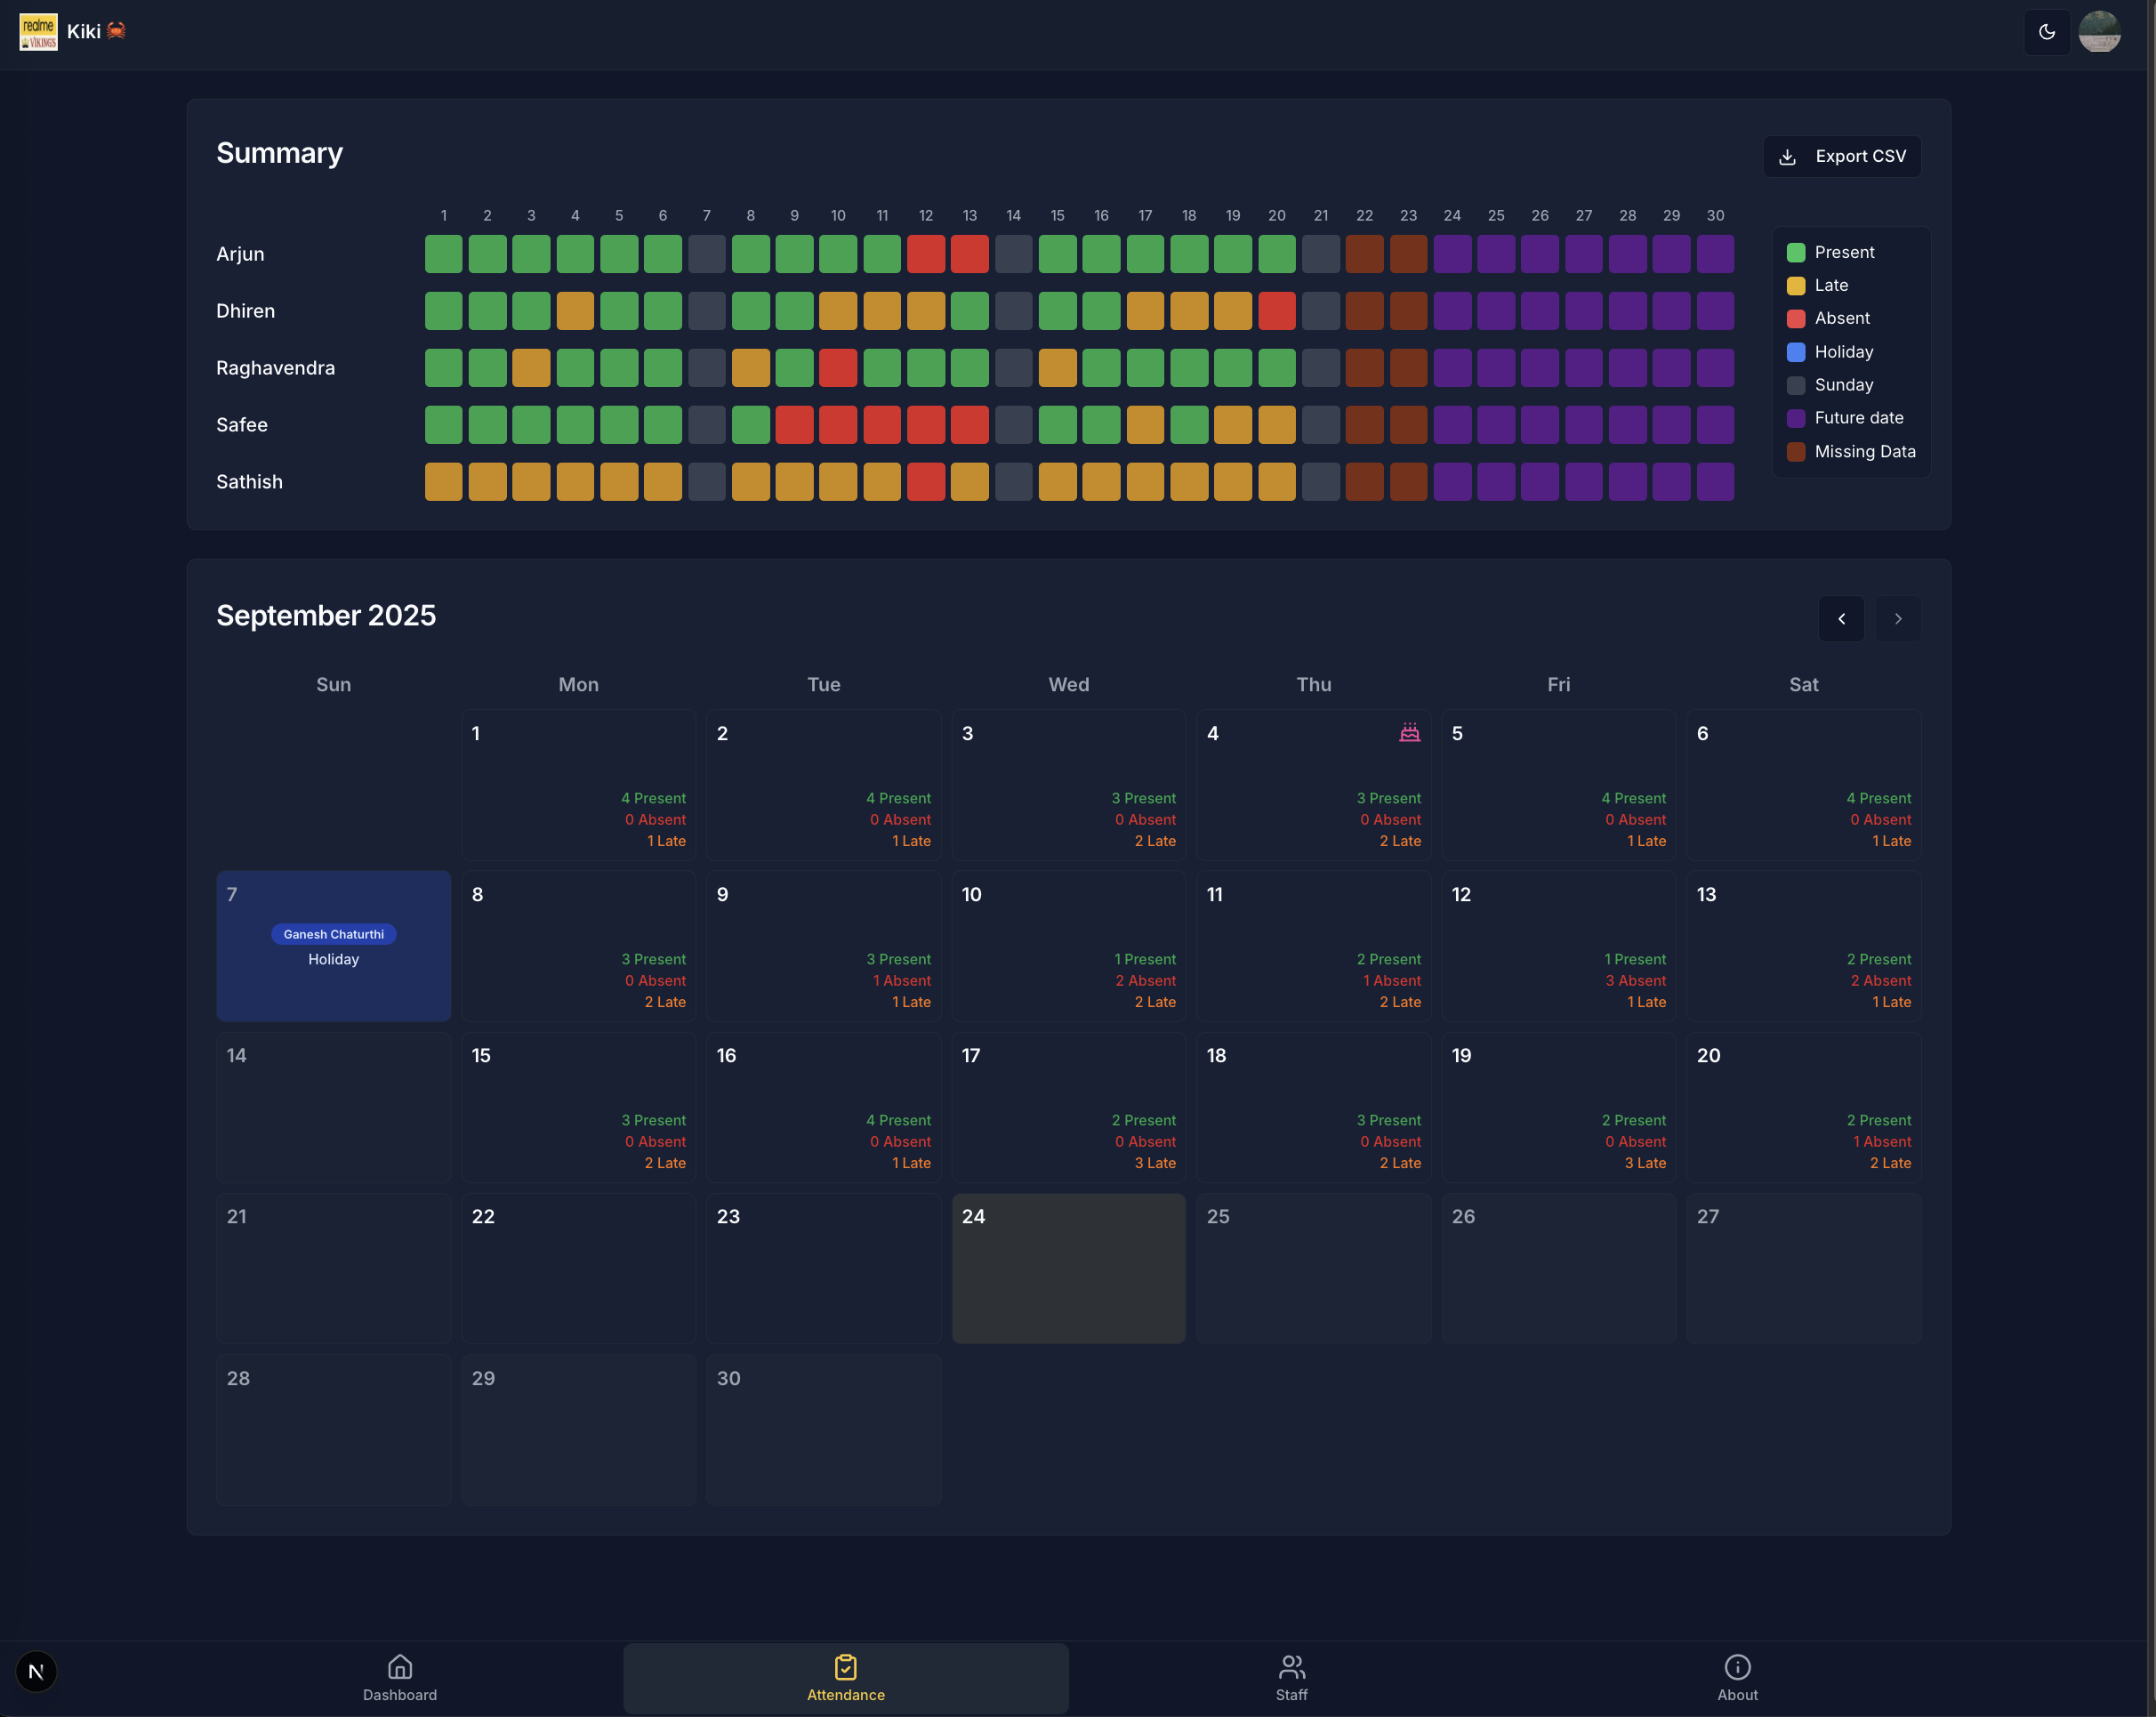 realme
VIKINGS
Kiki 🦀
Summary
Export CSV
1 2 3 4 5 6 7 8 9 10 11 12 13 14 15 16 17 18 19 20 21 22 23 24 25 26 27 28 29 30
Arjun
Dhiren
Raghavendra
Safee
Sathish
Present
Late
Absent
Holiday
Sunday
Future date
Missing Data
September 2025
Sun Mon Tue Wed Thu Fri Sat
1 2 3 4 5 6
4 Present 4 Present 3 Present 3 Present 4 Present 4 Present
0 Absent 0 Absent 0 Absent 0 Absent 0 Absent 0 Absent
1 Late 1 Late 2 Late 2 Late 1 Late 1 Late
7 8 9 10 11 12 13
Ganesh Chaturthi
Holiday 3 Present 3 Present 1 Present 2 Present 1 Present 2 Present
0 Absent 1 Absent 2 Absent 1 Absent 3 Absent 2 Absent
2 Late 1 Late 2 Late 2 Late 1 Late 1 Late
14 15 16 17 18 19 20
3 Present 4 Present 2 Present 3 Present 2 Present 2 Present
0 Absent 0 Absent 0 Absent 0 Absent 0 Absent 1 Absent
2 Late 1 Late 3 Late 2 Late 3 Late 2 Late
21 22 23 24 25 26 27
28 29 30
N
Dashboard Attendance Staff About